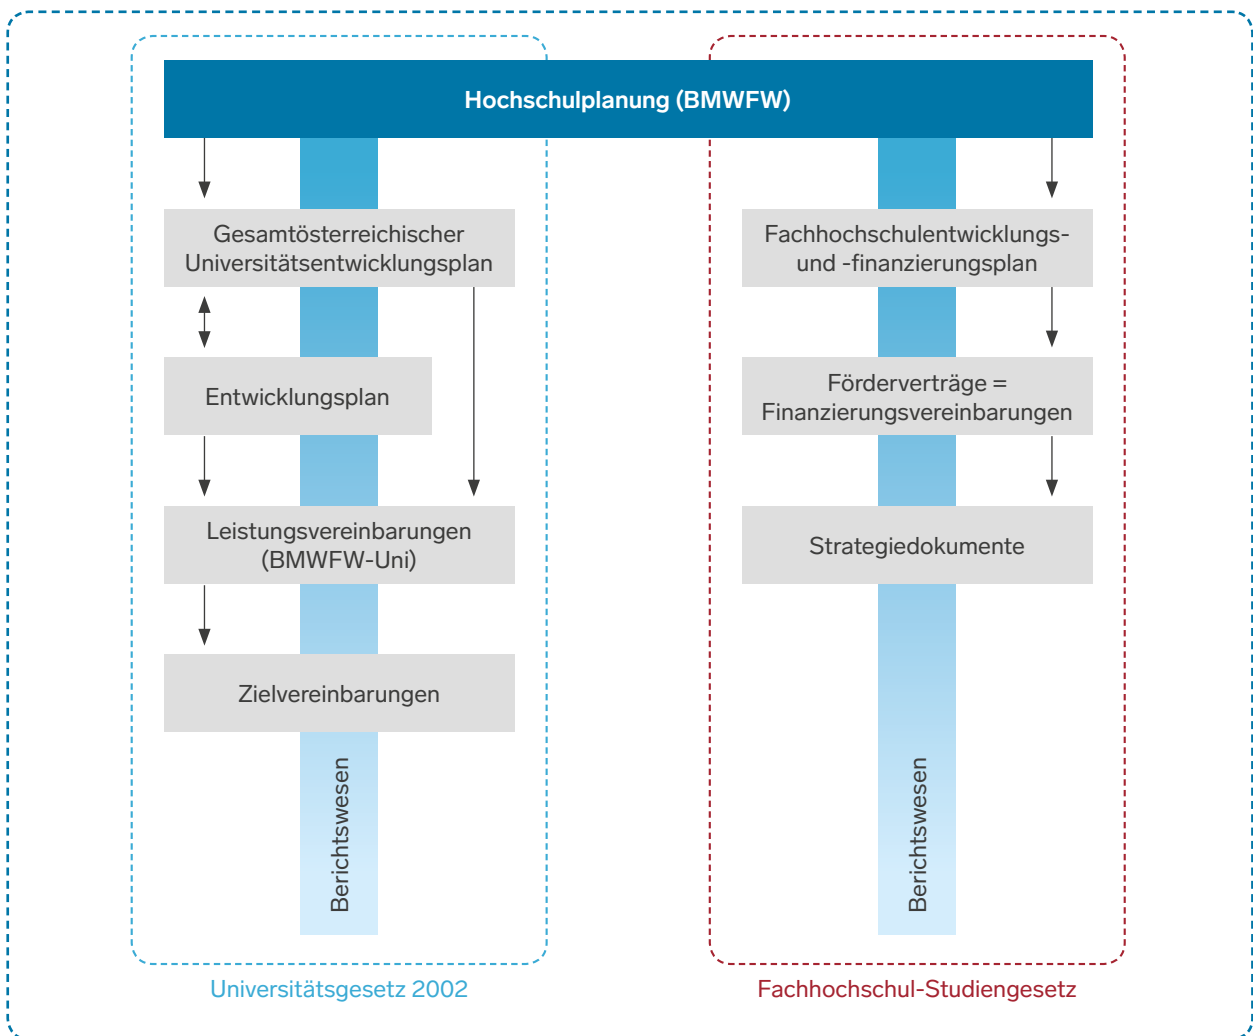 Hochschulplanung (BMWFW)
Gesamtösterreichischer
Universitätsentwicklungsplan
Entwicklungsplan
Leistungsvereinbarungen
(BMWFW-Uni)
Zielvereinbarungen
Berichtswesen
Universitätsgesetz 2002
Fachhochschulentwicklungs-
und -finanzierungsplan
Förderverträge =
Finanzierungsvereinbarungen
Strategiedokumente
Berichtswesen
Fachhochschul-Studiengesetz